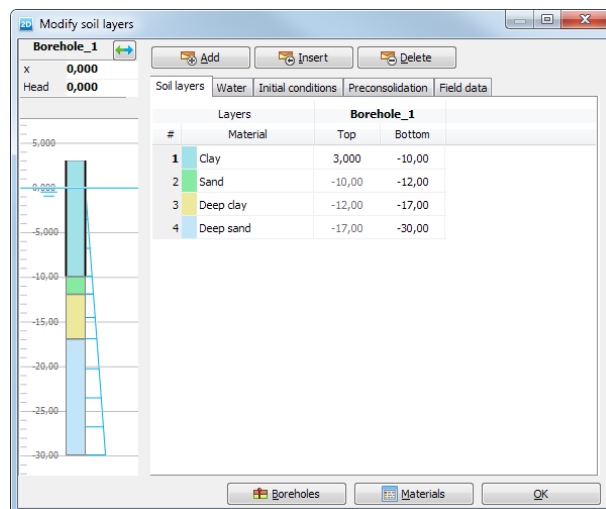 2D Modify soil layers
Borehole_1
x 0,000
Head 0,000
Add Insert Delete
Soil layers Water Initial conditions Preconsolidation Field data
Layers Borehole_1
# Material Top Bottom
1 Clay 3,000 -10,00
2 Sand -10,00 -12,00
3 Deep clay -12,00 -17,00
4 Deep sand -17,00 -30,00
5,000
0,000
-5,000
-10,00
-15,00
-20,00
-25,00
-30,00
Boreholes Materials OK